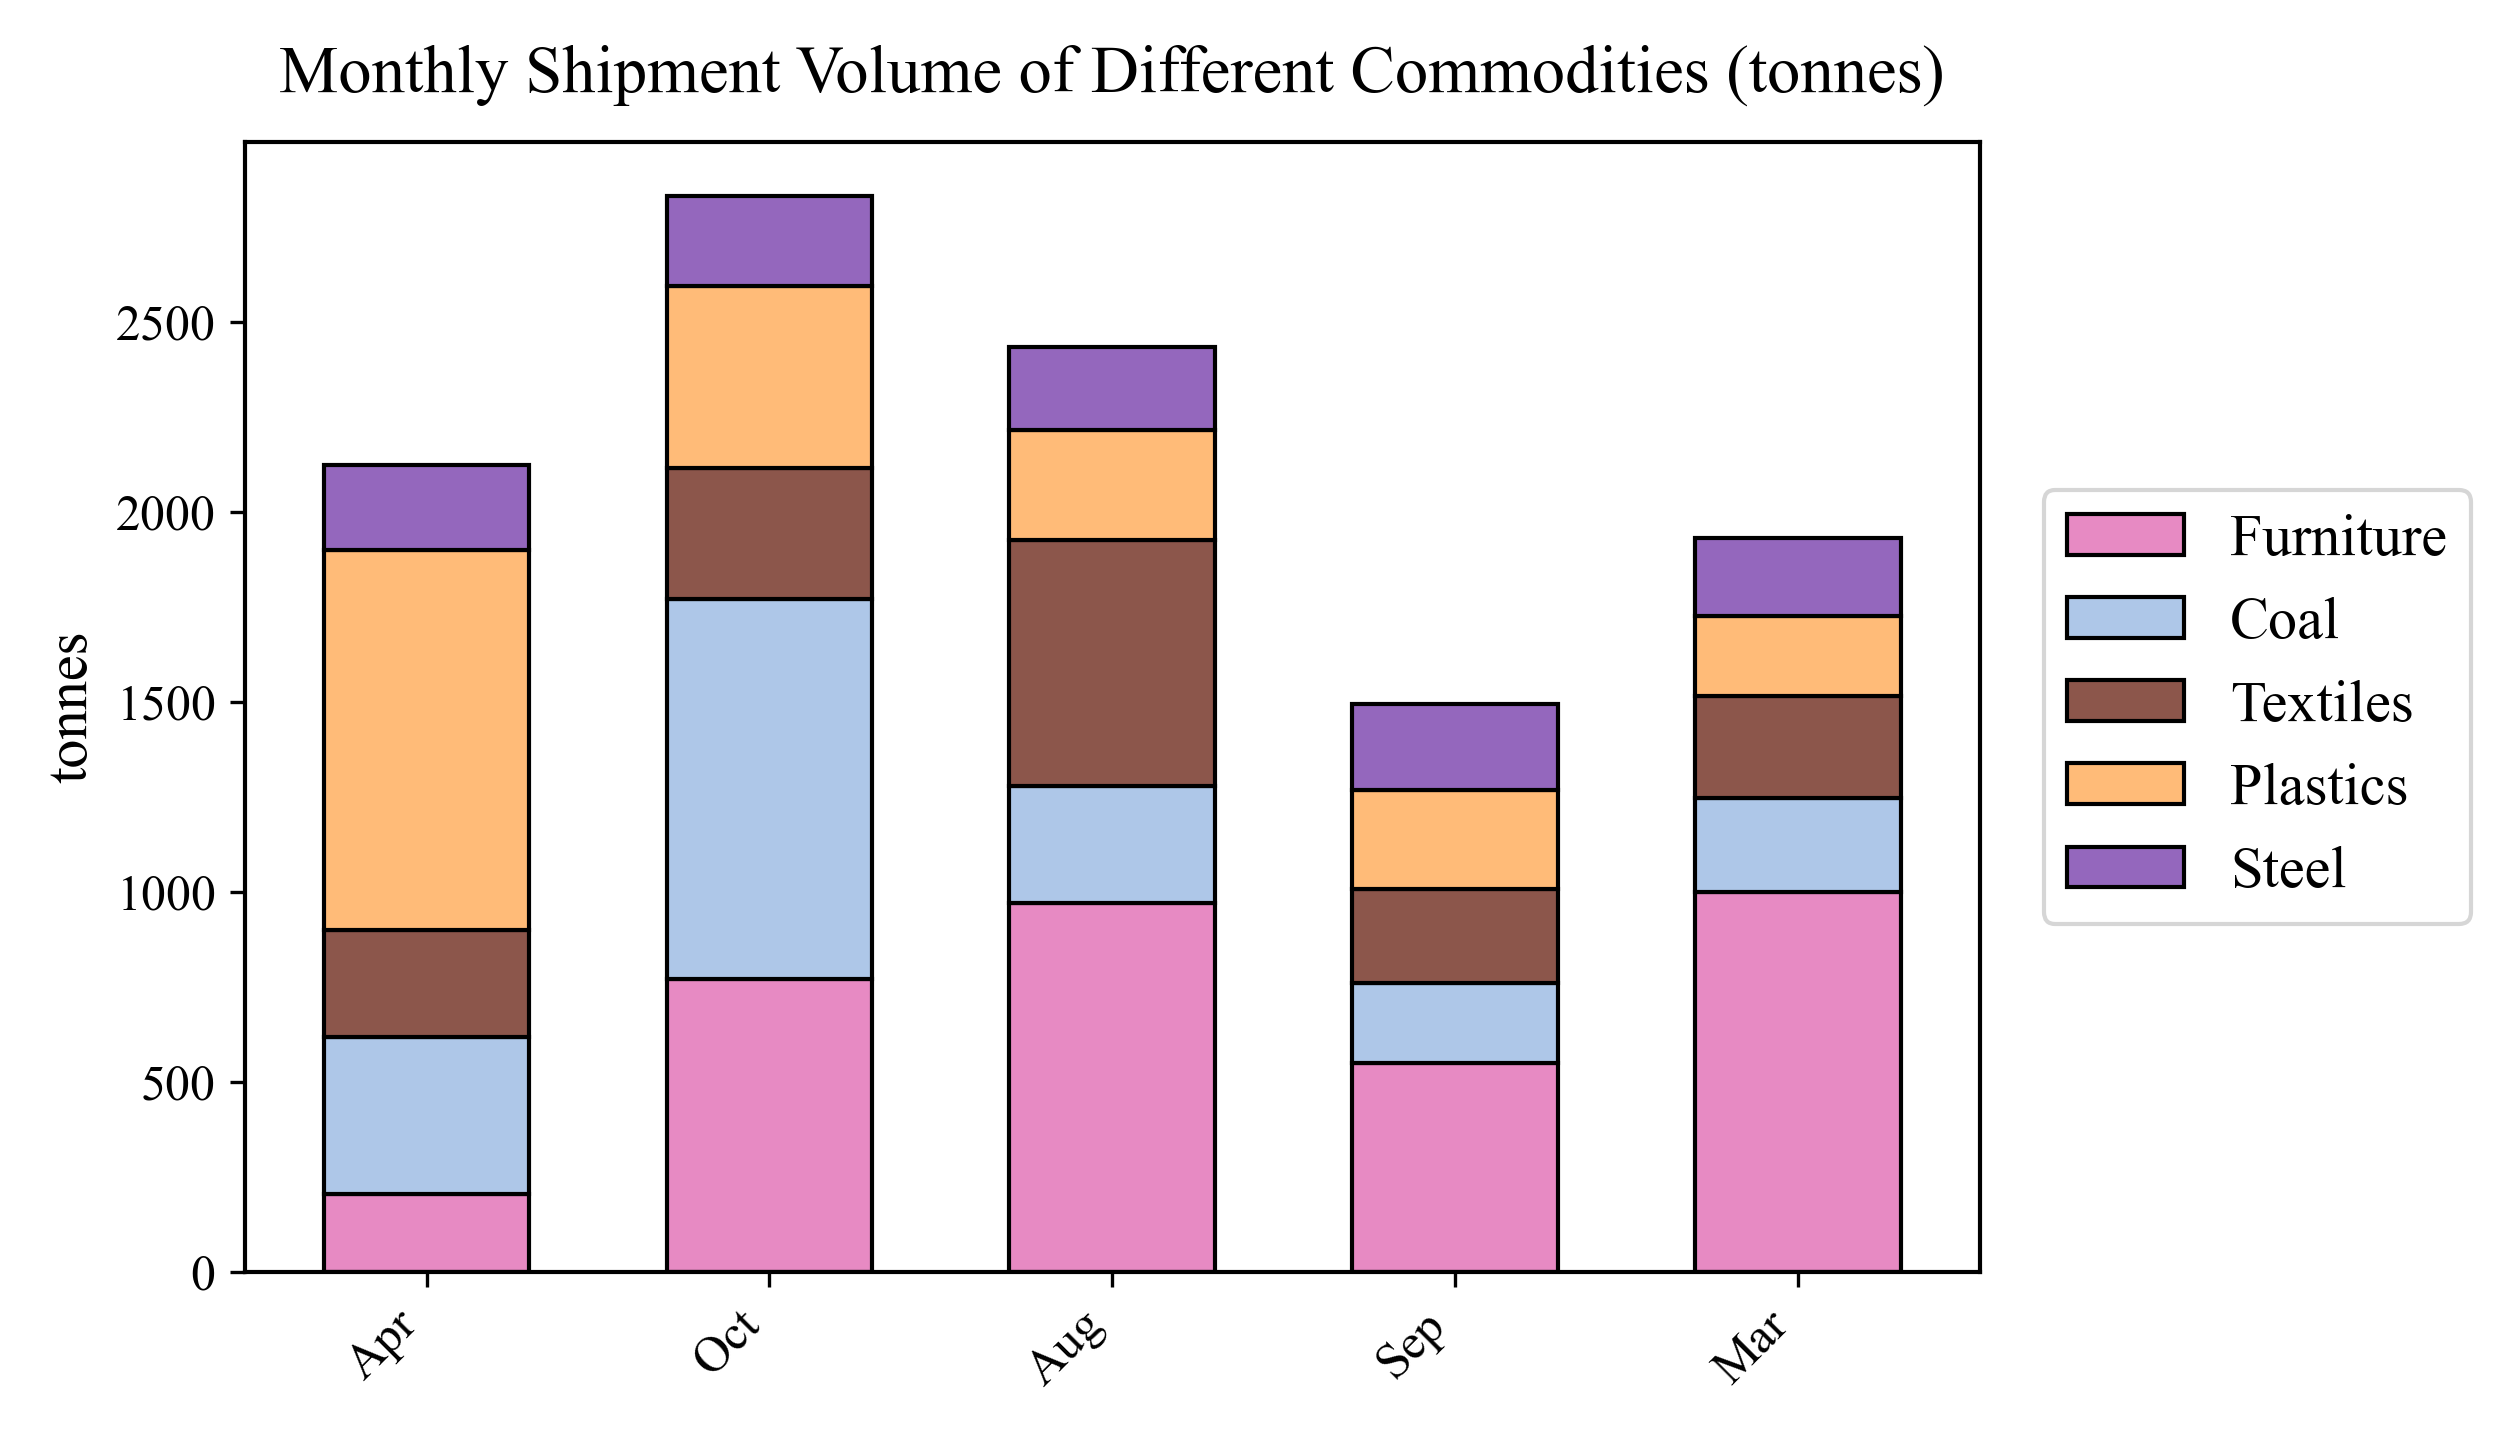 Monthly Shipment Volume of Different Commodities (tonnes)
tonnes
2500
2000
1500
1000
500
0
Apr
Oct
Aug
Sep
Mar
Furniture
Coal
Textiles
Plastics
Steel